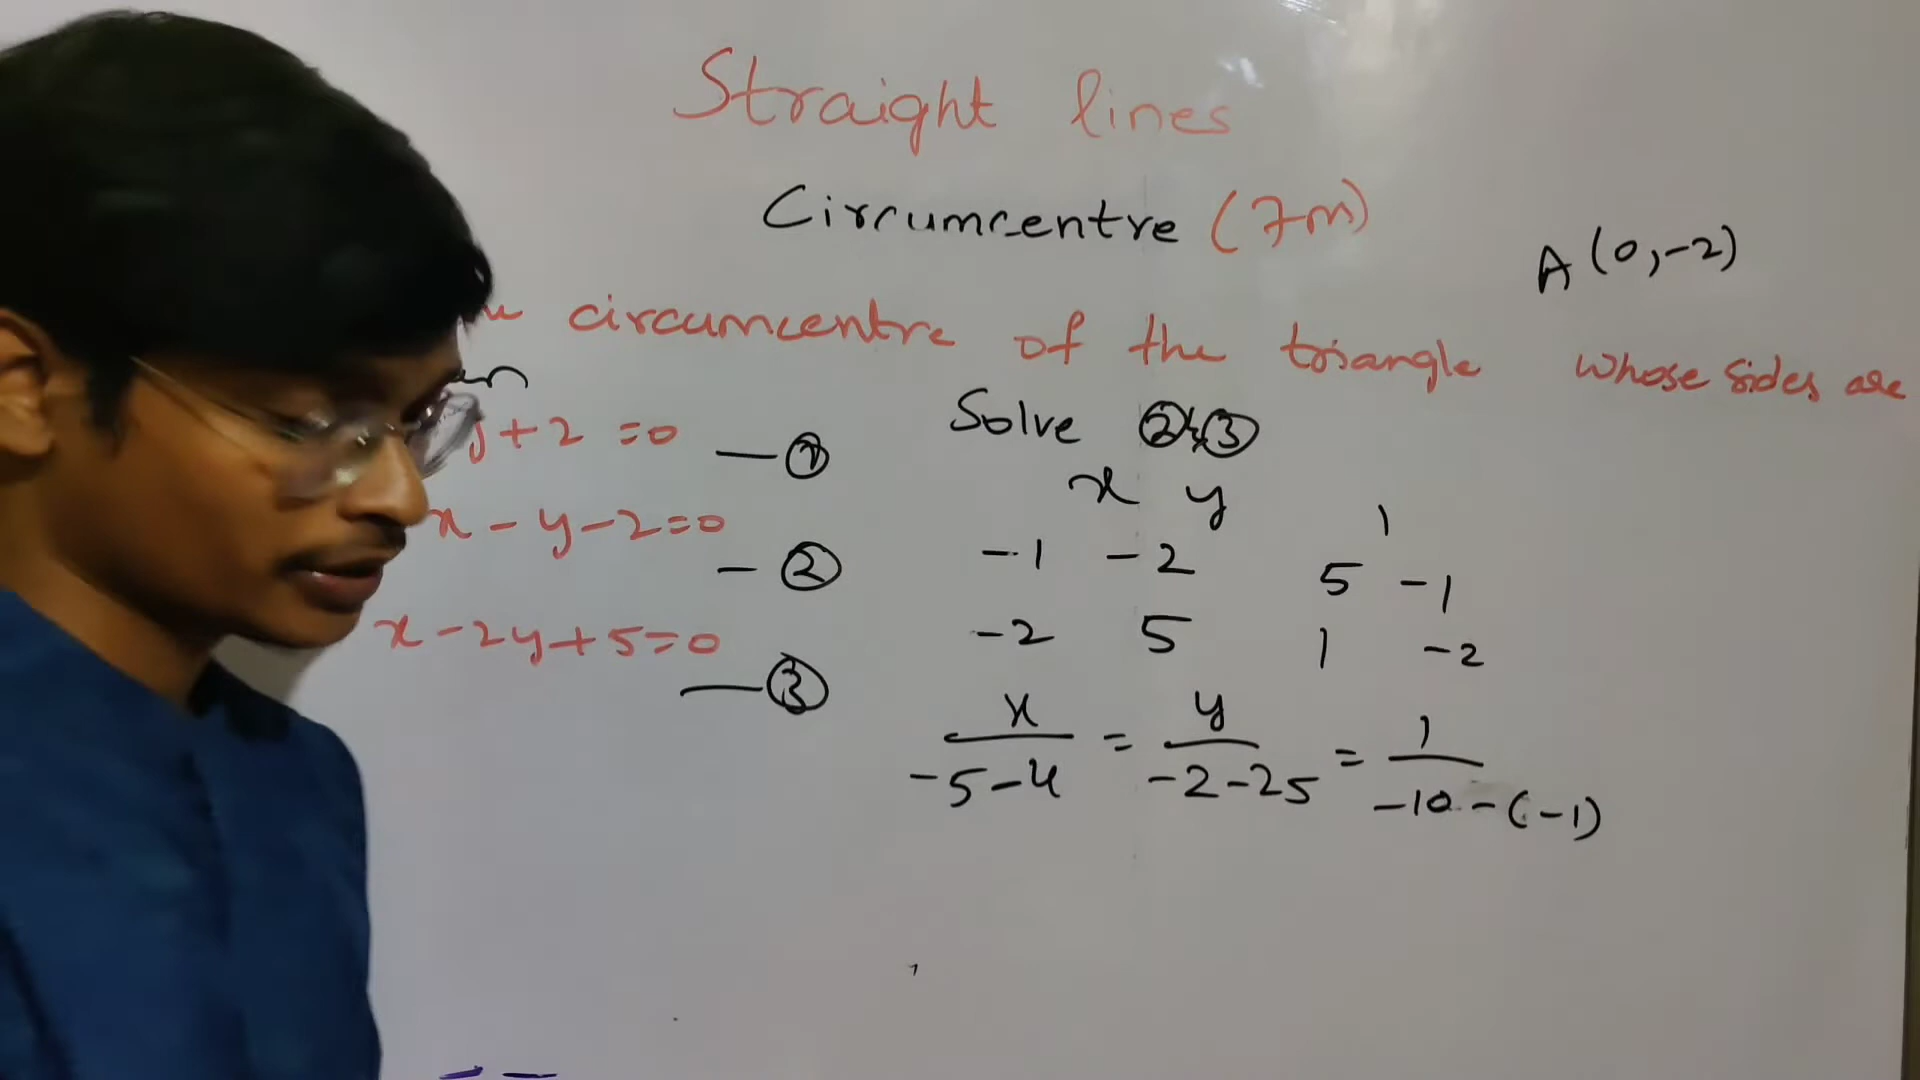 Straight lines
Circumcentre (7m)
A (0,-2)
circumcentre of the triangle whose sides are
y+2 =0 —①
x-y-2=0 —②
x-2y+5=0 —③
Solve ②&③
x y 1
-1 -2 5 -1
-2 5 1 -2
x/-5-4 = y/-2-25 = 1/-10-(-1)